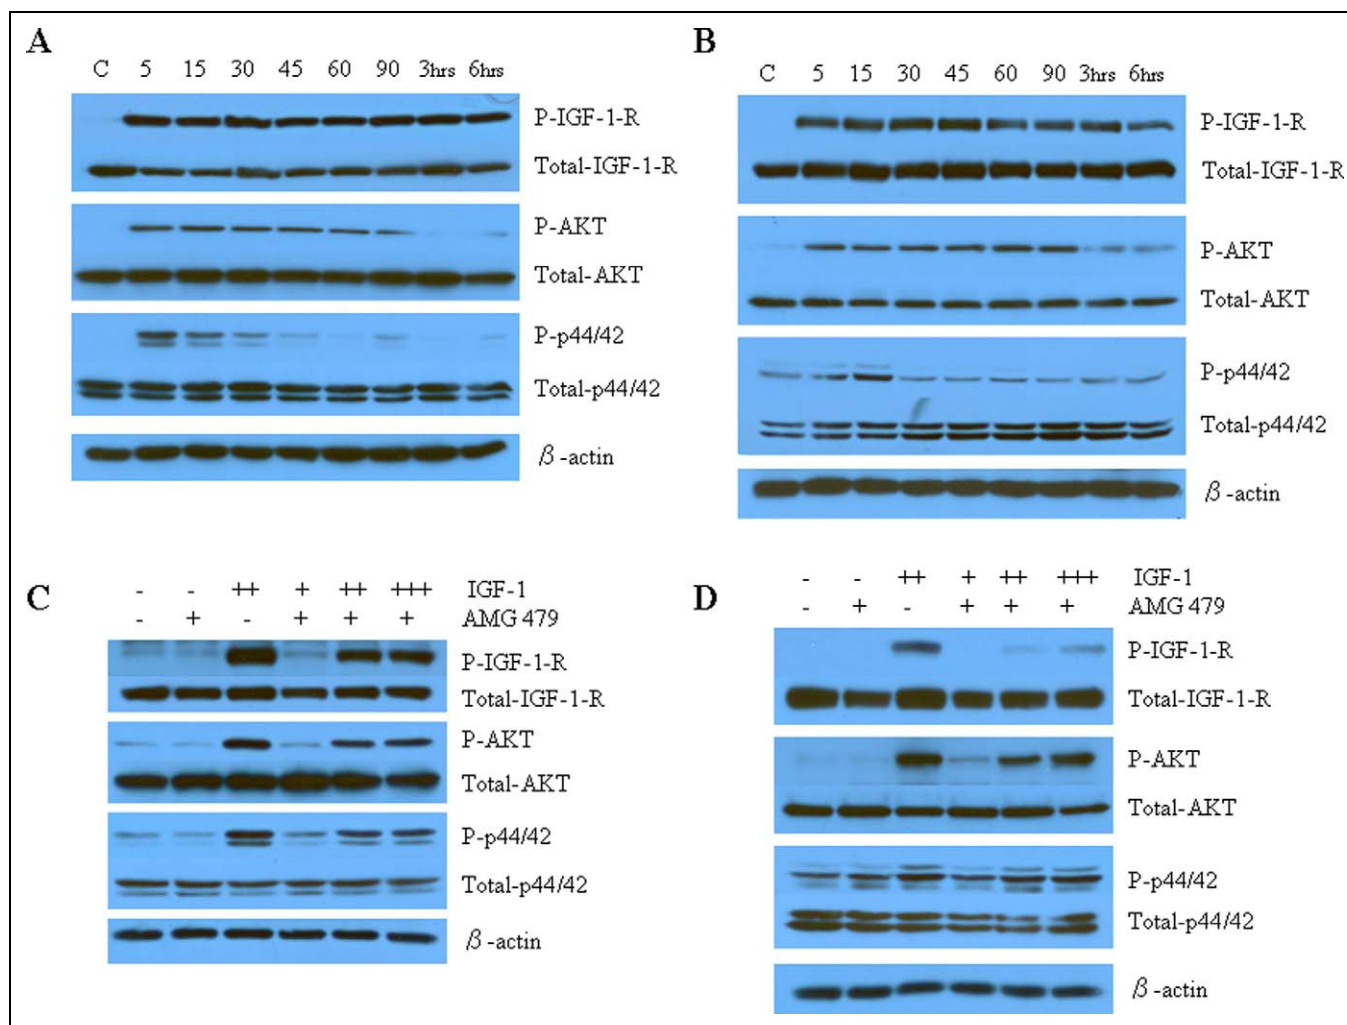 A
C 5 15 30 45 60 90 3hrs 6hrs
P-IGF-1-R
Total-IGF-1-R
P-AKT
Total-AKT
P-p44/42
Total-p44/42
β-actin
B
C 5 15 30 45 60 90 3hrs 6hrs
P-IGF-1-R
Total-IGF-1-R
P-AKT
Total-AKT
P-p44/42
Total-p44/42
β-actin
C
- - ++ + ++ +++ IGF-1
- + - + + + AMG 479
P-IGF-1-R
Total-IGF-1-R
P-AKT
Total-AKT
P-p44/42
Total-p44/42
β-actin
D
- - ++ + ++ +++ IGF-1
- + - + + + AMG 479
P-IGF-1-R
Total-IGF-1-R
P-AKT
Total-AKT
P-p44/42
Total-p44/42
β-actin